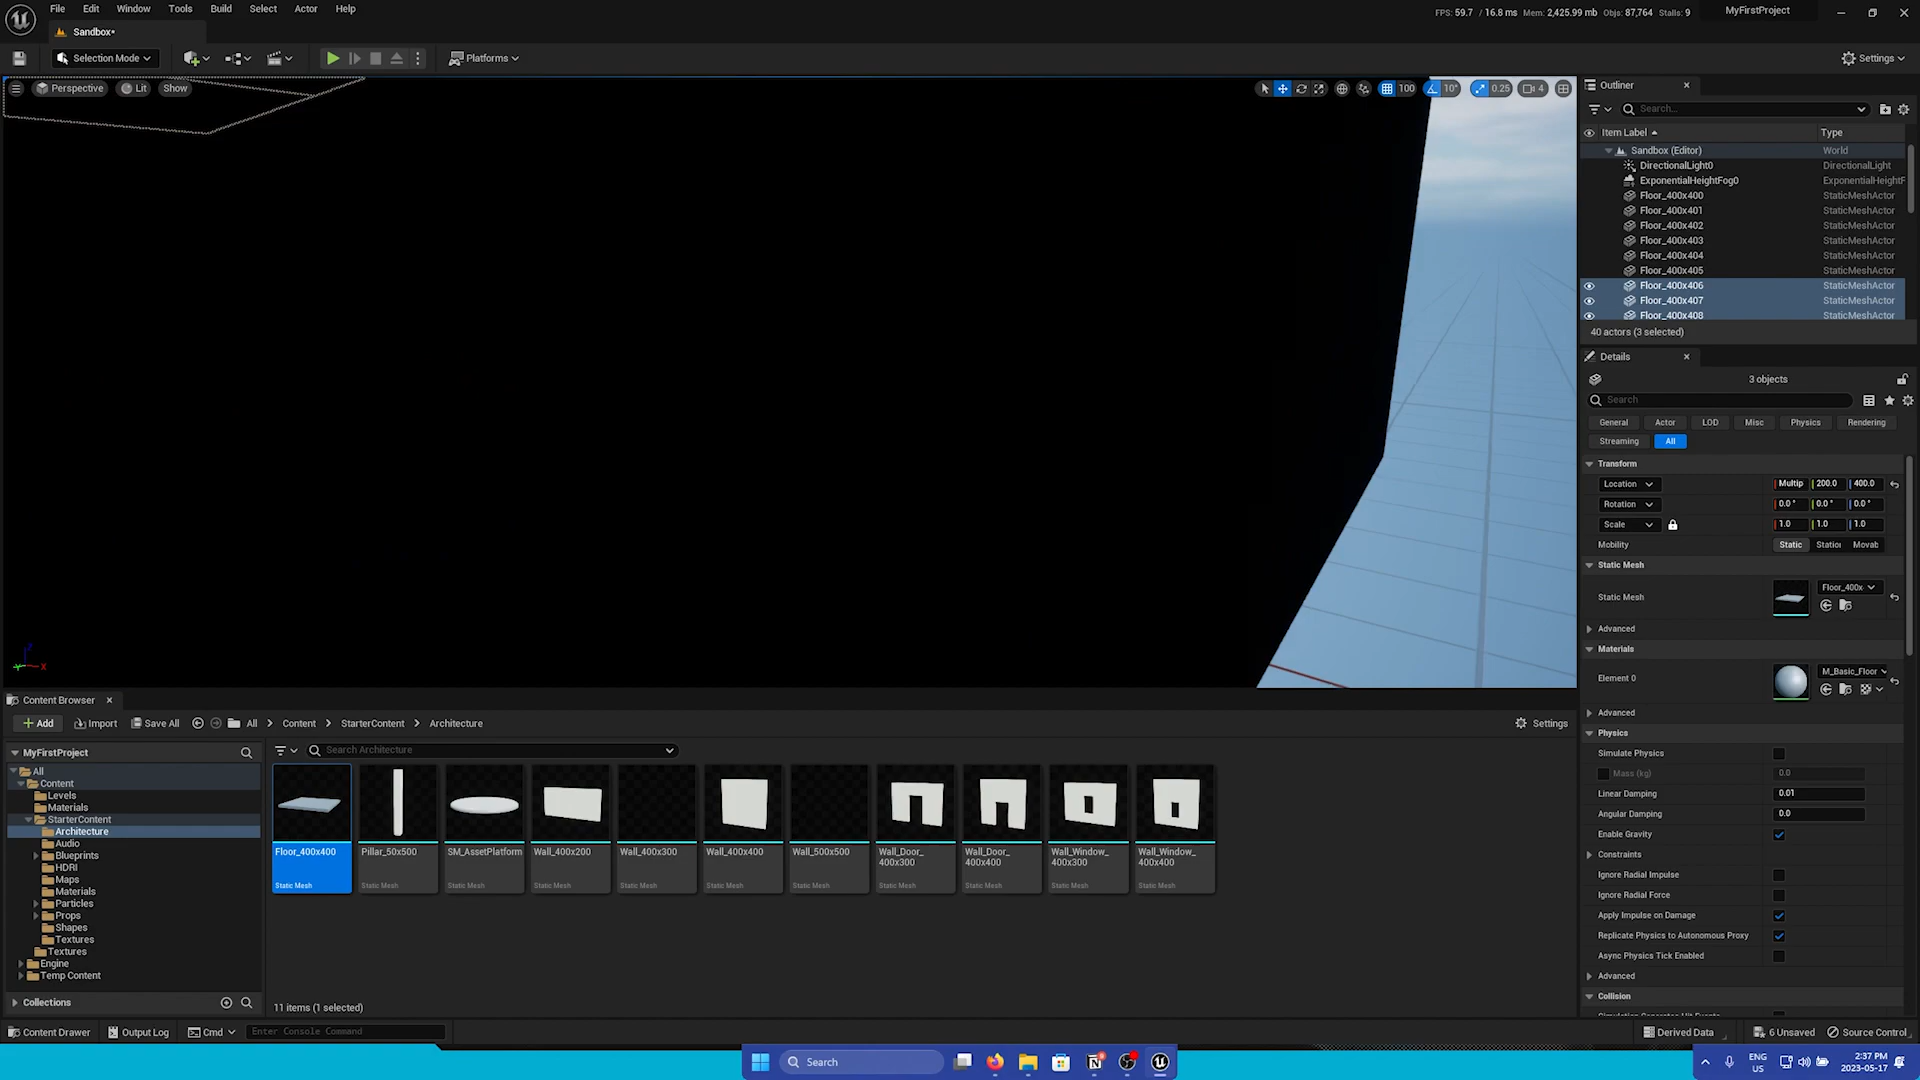 File Edit Window Tools Build Select Actor Help
FPS: 59.7 / 16.8 ms Mem: 2,425.99 mb Objs: 87,764 Stalls: 9
MyFirstProject
Sandbox•
Selection Mode
Platforms
Settings
Perspective Lit Show
100 10° 0.25 4
Outliner
Search...
Item Label Type
Sandbox (Editor) World
DirectionalLight0 DirectionalLight
ExponentialHeightFog0 ExponentialHeightF
Floor_400x400 StaticMeshActor
Floor_400x401 StaticMeshActor
Floor_400x402 StaticMeshActor
Floor_400x403 StaticMeshActor
Floor_400x404 StaticMeshActor
Floor_400x405 StaticMeshActor
Floor_400x406 StaticMeshActor
Floor_400x407 StaticMeshActor
Floor_400x408 StaticMeshActor
40 actors (3 selected)
Details
3 objects
Search
General Actor LOD Misc Physics Rendering
Streaming All
Transform
Location Multip 200.0 400.0
Rotation 0.0° 0.0° 0.0°
Scale 1.0 1.0 1.0
Mobility Static Station Movab
Static Mesh
Static Mesh Floor_400x
Advanced
Materials
Element 0 M_Basic_Floor
Advanced
Physics
Simulate Physics
Mass (kg) 0.0
Linear Damping 0.01
Angular Damping 0.0
Enable Gravity
Constraints
Ignore Radial Impulse
Ignore Radial Force
Apply Impulse on Damage
Replicate Physics to Autonomous Proxy
Async Physics Tick Enabled
Advanced
Collision
Z
Y X
Content Browser
Add Import Save All All Content StarterContent Architecture Settings
MyFirstProject
Search Architecture
All
Content
Levels
Materials
StarterContent
Architecture
Audio
Blueprints
HDRI
Maps
Materials
Particles
Props
Shapes
Textures
Textures
Engine
Temp Content
Collections
Floor_400x400
Static Mesh
Pillar_50x500
Static Mesh
SM_AssetPlatform
Static Mesh
Wall_400x200
Static Mesh
Wall_400x300
Static Mesh
Wall_400x400
Static Mesh
Wall_500x500
Static Mesh
Wall_Door_
400x300
Static Mesh
Wall_Door_
400x400
Static Mesh
Wall_Window_
400x300
Static Mesh
Wall_Window_
400x400
Static Mesh
11 items (1 selected)
Content Drawer Output Log Cmd Enter Console Command
Derived Data 6 Unsaved Source Control
Search
ENG
US
2:37 PM
2023-05-17